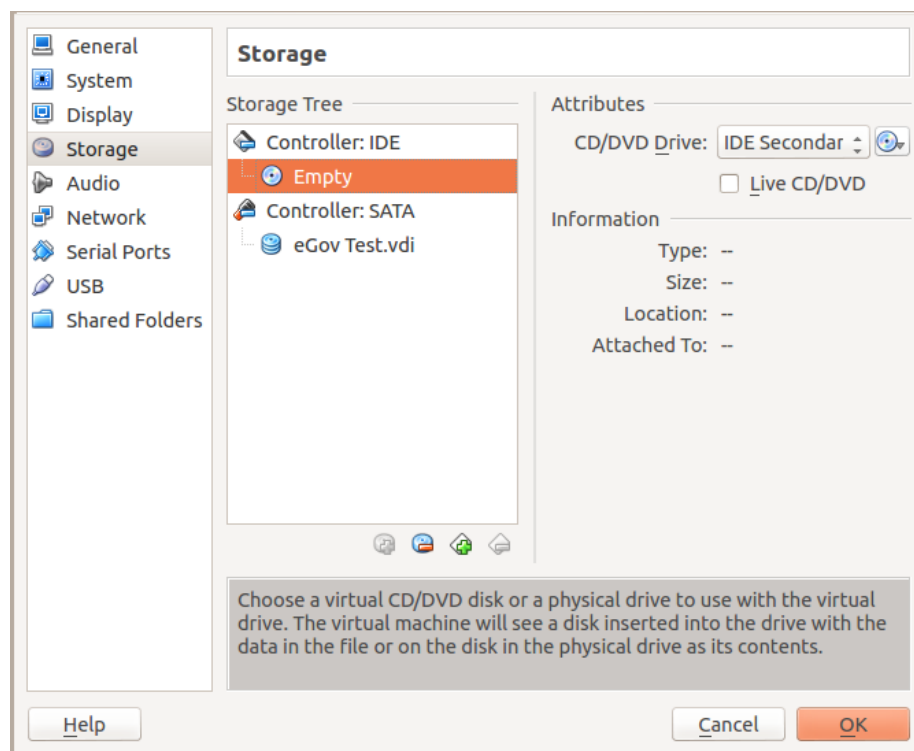 General
System
Display
Storage
Audio
Network
Serial Ports
USB
Shared Folders
Storage
Storage Tree
Controller: IDE
Empty
Controller: SATA
eGov Test.vdi
Attributes
CD/DVD Drive: IDE Secondar
Live CD/DVD
Information
Type: --
Size: --
Location: --
Attached To: --
Choose a virtual CD/DVD disk or a physical drive to use with the virtual
drive. The virtual machine will see a disk inserted into the drive with the
data in the file or on the disk in the physical drive as its contents.
Help
Cancel
OK